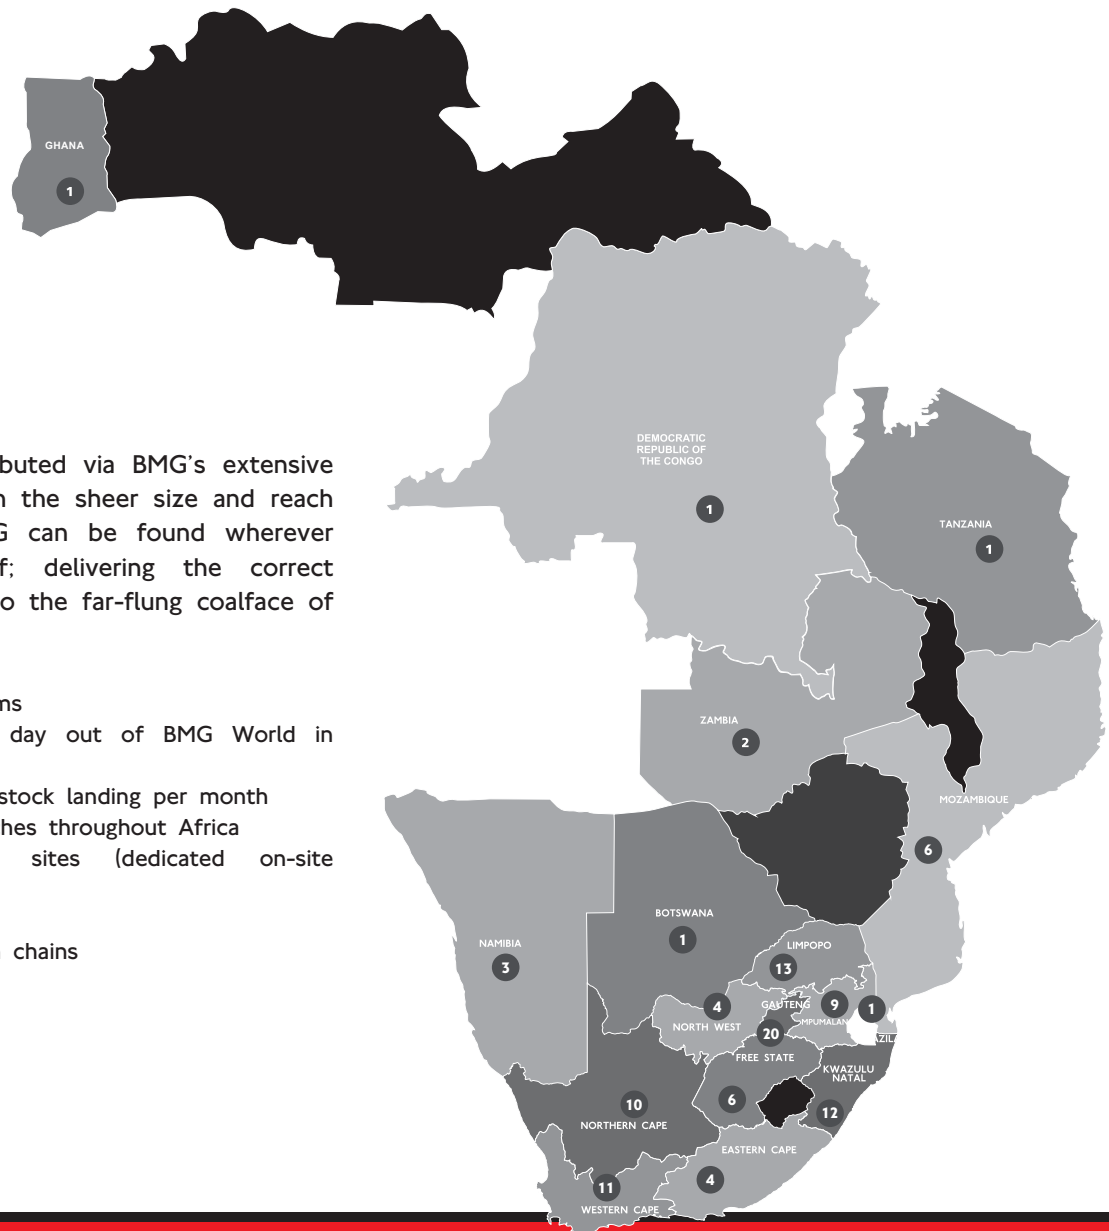 GHANA
1
buted via BMG's extensive
the sheer size and reach
can be found wherever
delivering the correct
the far-flung coalface of
day out of BMG World in
stock landing per month
throughout Africa
sites (dedicated on-site
chains
DEMOCRATIC
REPUBLIC OF
THE CONGO
1
TANZANIA
1
ZAMBIA
2
MOZAMBIQUE
6
BOTSWANA
1
NAMIBIA
3
LIMPOPO
13
GAUTENG
20
4
NORTH WEST
9
MPUMALAN
1
AZILA
FREE STATE
6
KWAZULU
NATAL
12
10
NORTHERN CAPE
EASTERN CAPE
4
11
WESTERN CAPE